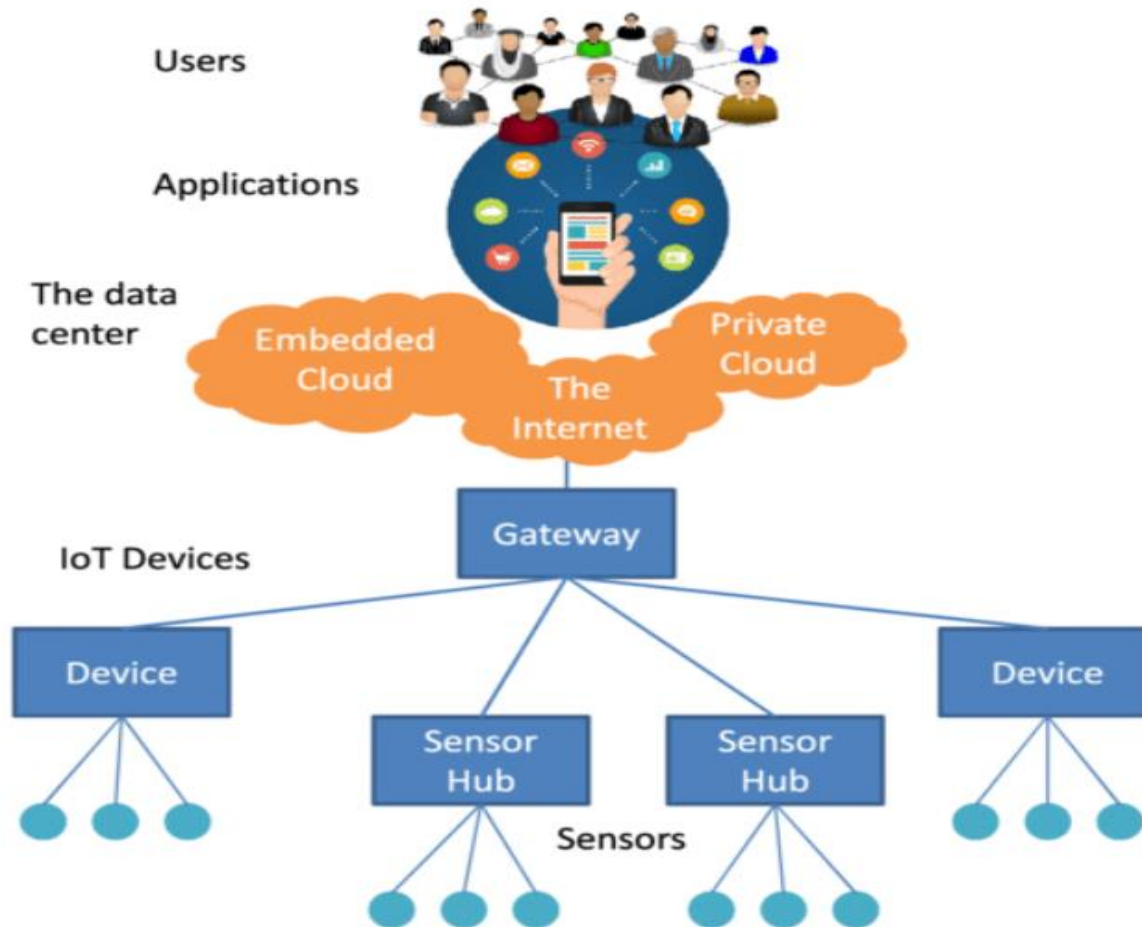 Users
Applications
The data
center
Embedded
Cloud
Private
Cloud
The
Internet
Gateway
IoT Devices
Device
Device
Sensor
Hub
Sensor
Hub
Sensors